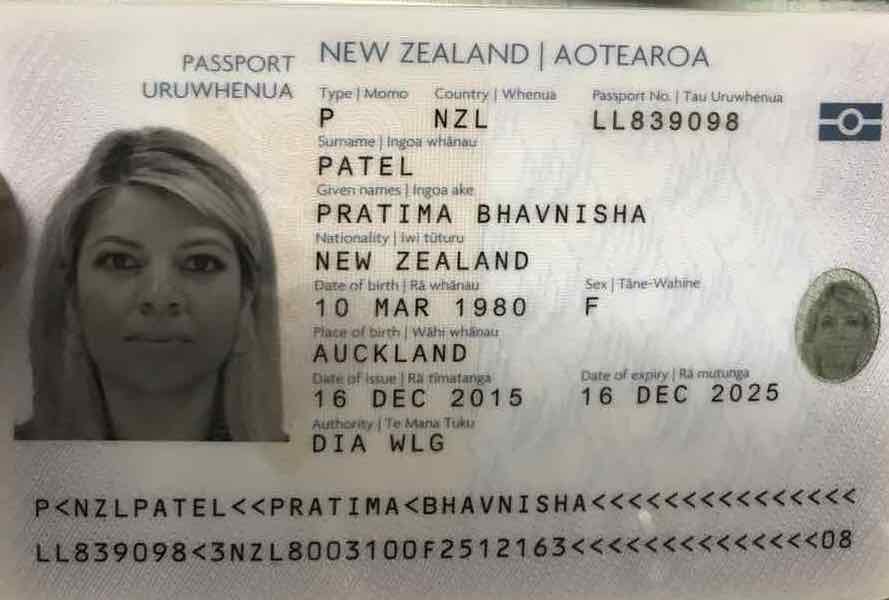 PASSPORT
URUWHENUA
NEW ZEALAND | AOTEAROA
Type | Momo Country | Whenua Passport No. | Tau Uruwhenua
P NZL LL839098
Surname | Ingoa whānau
PATEL
Given names | Ingoa ake
PRATIMA BHAVNISHA
Nationality | Iwi tūturu
NEW ZEALAND
Date of birth | Rā whānau Sex | Tāne-Wahine
10 MAR 1980 F
Place of birth | Wāhi whānau
AUCKLAND
Date of issue | Rā tīmatanga Date of expiry | Rā mutunga
16 DEC 2015 16 DEC 2025
Authority | Te Mana Tuku
DIA WLG
P<NZLPATEL<<PRATIMA<BHAVNISHA<<<<<<<<<<<<<<<
LL839098<3NZL8003100F2512163<<<<<<<<<<<<<<08